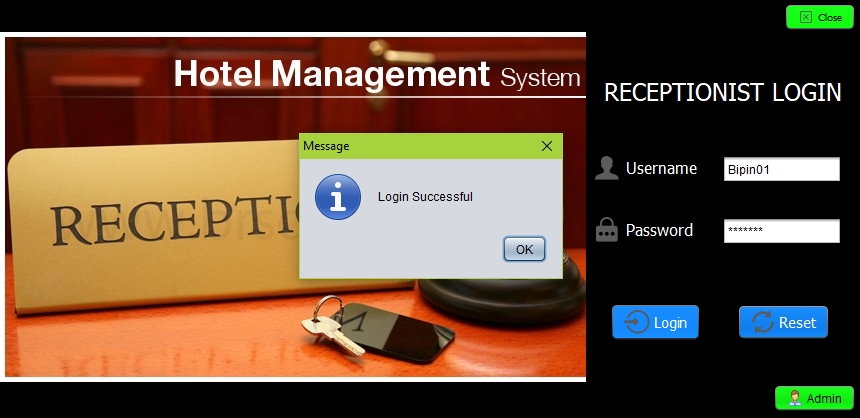 Close
Hotel Management System
RECEPTIONIST LOGIN
Message
Login Successful
OK
RECEPTI
Username
Bipin01
Password
*******
Login
Reset
Admin